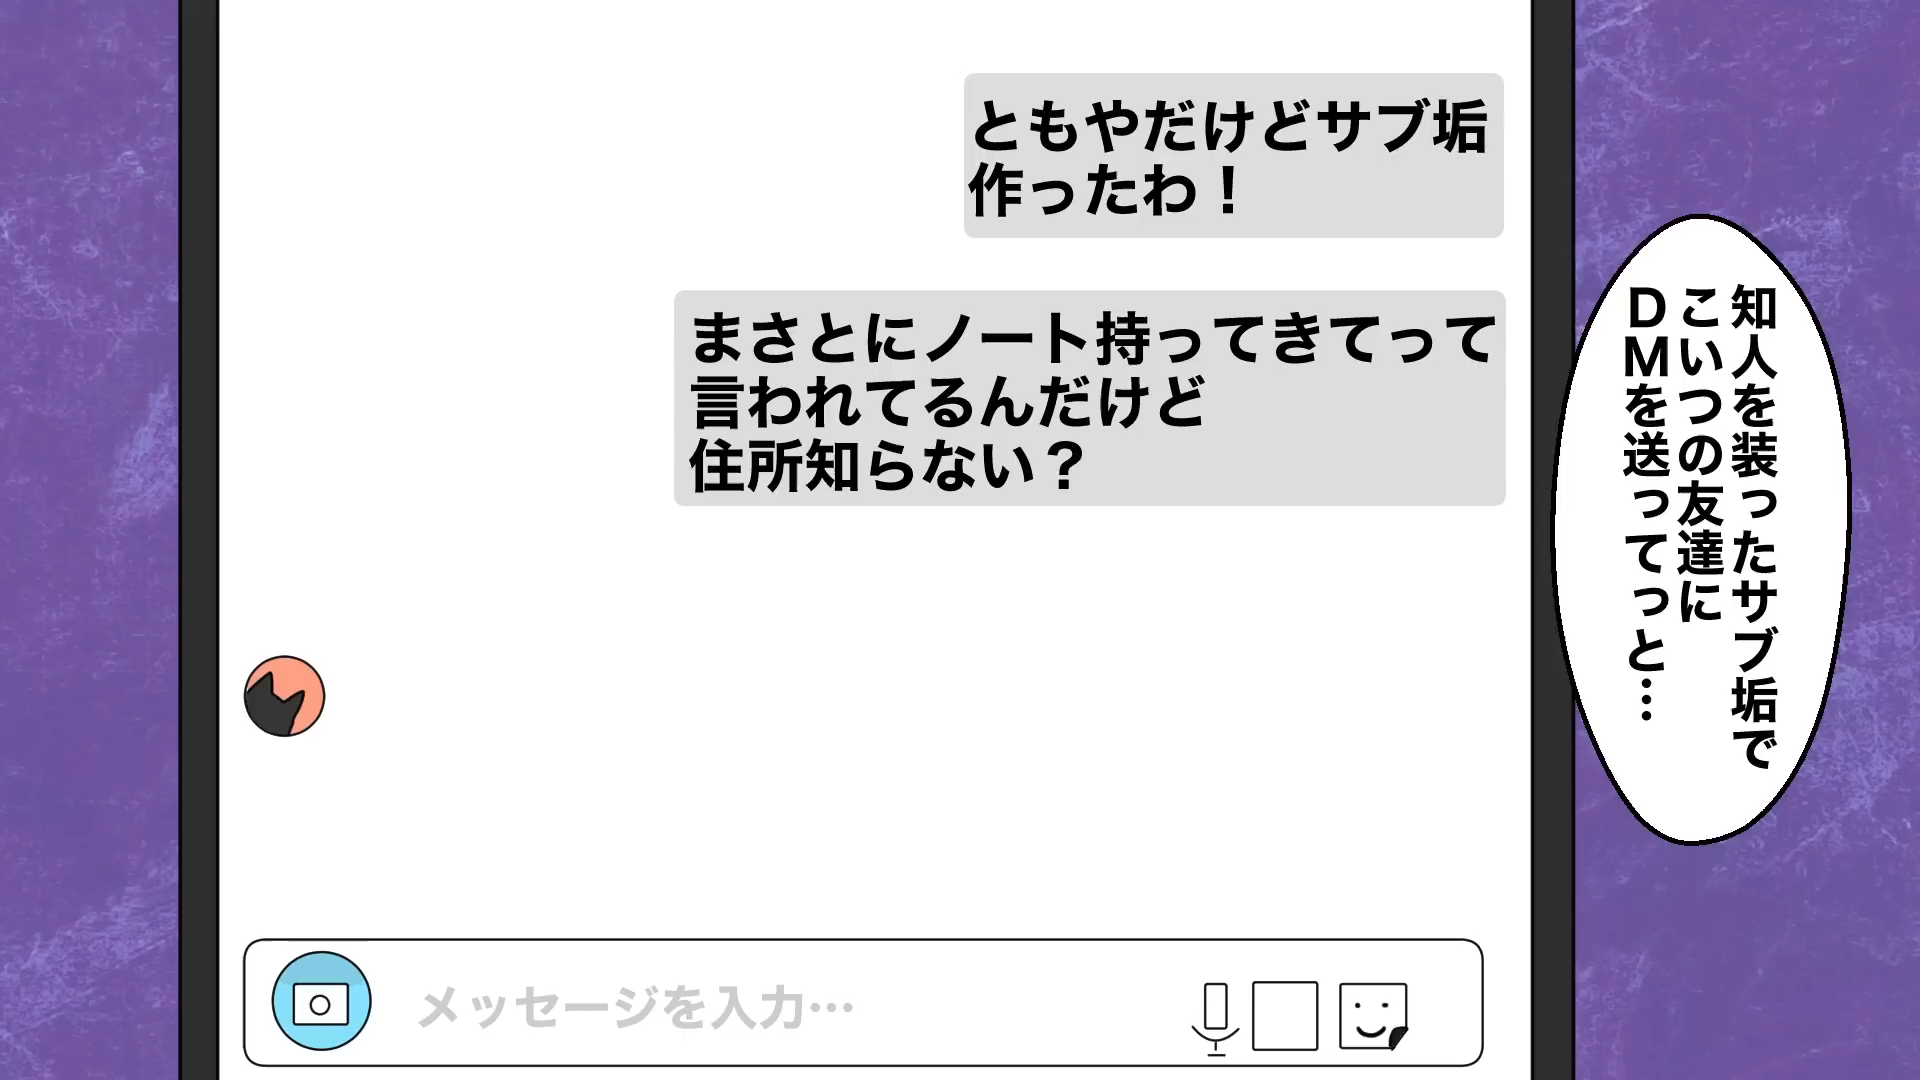 ともやだけどサブ垢
作ったわ！
まさとにノート持ってきてって
言われてるんだけど
住所知らない？
知人を装ったサブ垢で
こいつの友達に
DMを送ってっと…
メッセージを入力…